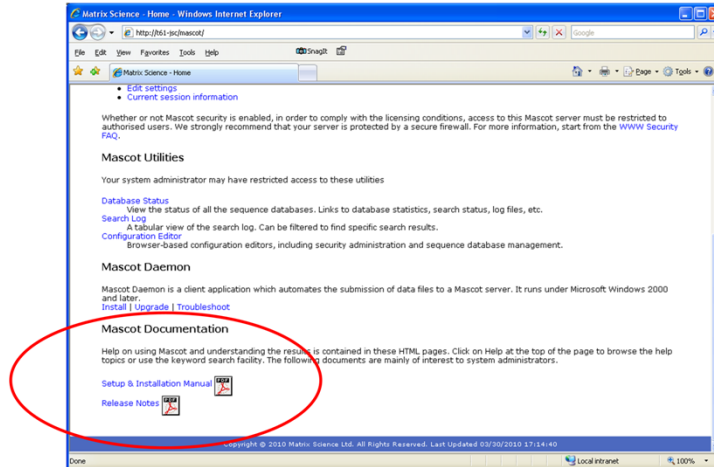 Matrix Science - Home - Windows Internet Explorer
http://t61-jsc/mascot/
Google
File Edit View Favorites Tools Help
SnagIt
Matrix Science - Home
Page Tools
• Edit settings
• Current session information
Whether or not Mascot security is enabled, in order to comply with the licensing conditions, access to this Mascot server must be restricted to
authorised users. We strongly recommend that your server is protected by a secure firewall. For more information, start from the WWW Security
FAQ.
Mascot Utilities
Your system administrator may have restricted access to these utilities
Database Status
View the status of all the sequence databases. Links to database statistics, search status, log files, etc.
Search Log
A tabular view of the search log. Can be filtered to find specific search results.
Configuration Editor
Browser-based configuration editors, including security administration and sequence database management.
Mascot Daemon
Mascot Daemon is a client application which automates the submission of data files to a Mascot server. It runs under Microsoft Windows 2000
and later.
Install | Upgrade | Troubleshoot
Mascot Documentation
Help on using Mascot and understanding the results is contained in these HTML pages. Click on Help at the top of the page to browse the help
topics or use the keyword search facility. The following documents are mainly of interest to system administrators.
Setup & Installation Manual PDF
Release Notes PDF
Copyright © 2010 Matrix Science Ltd. All Rights Reserved. Last Updated 03/30/2010 17:14:40
Done
Local intranet
100%